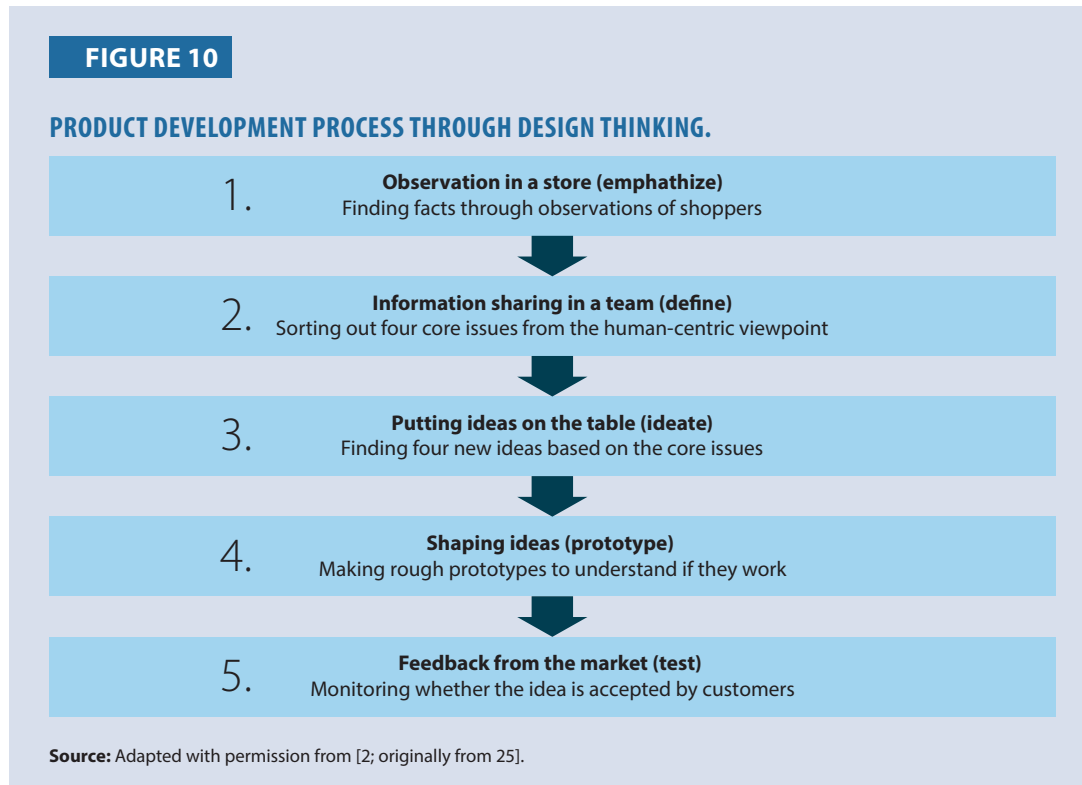 FIGURE 10
PRODUCT DEVELOPMENT PROCESS THROUGH DESIGN THINKING.
1.
Observation in a store (emphathize)
Finding facts through observations of shoppers
2.
Information sharing in a team (define)
Sorting out four core issues from the human-centric viewpoint
3.
Putting ideas on the table (ideate)
Finding four new ideas based on the core issues
4.
Shaping ideas (prototype)
Making rough prototypes to understand if they work
5.
Feedback from the market (test)
Monitoring whether the idea is accepted by customers
Source: Adapted with permission from [2; originally from 25].